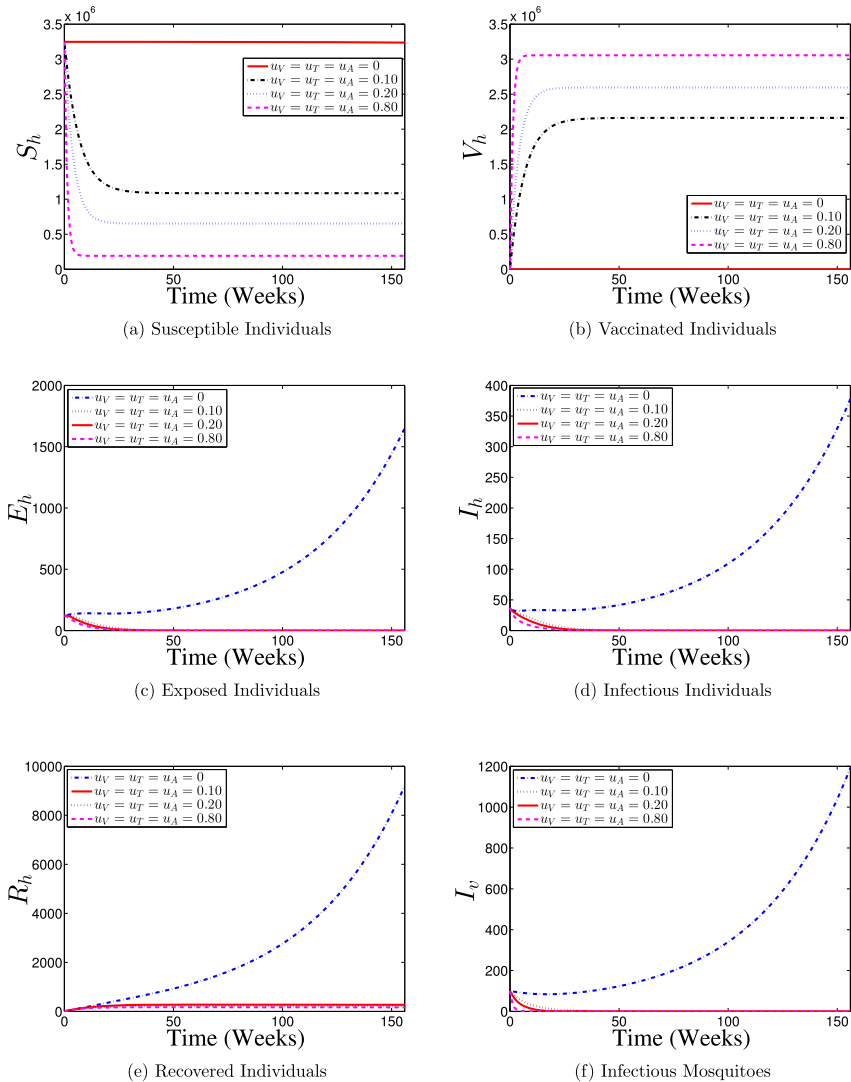 x 10^6
3.5
3
2.5
2
1.5
1
0.5
0
S_h
u_V = u_T = u_A = 0
u_V = u_T = u_A = 0.10
u_V = u_T = u_A = 0.20
u_V = u_T = u_A = 0.80
0 50 100 150
Time (Weeks)
(a) Susceptible Individuals
x 10^6
3.5
3
2.5
2
1.5
1
0.5
0
V_h
u_V = u_T = u_A = 0
u_V = u_T = u_A = 0.10
u_V = u_T = u_A = 0.20
u_V = u_T = u_A = 0.80
0 50 100 150
Time (Weeks)
(b) Vaccinated Individuals
2000
1500
1000
500
0
E_h
u_V = u_T = u_A = 0
u_V = u_T = u_A = 0.10
u_V = u_T = u_A = 0.20
u_V = u_T = u_A = 0.80
0 50 100 150
Time (Weeks)
(c) Exposed Individuals
400
350
300
250
200
150
100
50
0
I_h
u_V = u_T = u_A = 0
u_V = u_T = u_A = 0.10
u_V = u_T = u_A = 0.20
u_V = u_T = u_A = 0.80
0 50 100 150
Time (Weeks)
(d) Infectious Individuals
10000
8000
6000
4000
2000
0
R_h
u_V = u_T = u_A = 0
u_V = u_T = u_A = 0.10
u_V = u_T = u_A = 0.20
u_V = u_T = u_A = 0.80
0 50 100 150
Time (Weeks)
(e) Recovered Individuals
1200
1000
800
600
400
200
0
I_v
u_V = u_T = u_A = 0
u_V = u_T = u_A = 0.10
u_V = u_T = u_A = 0.20
u_V = u_T = u_A = 0.80
0 50 100 150
Time (Weeks)
(f) Infectious Mosquitoes